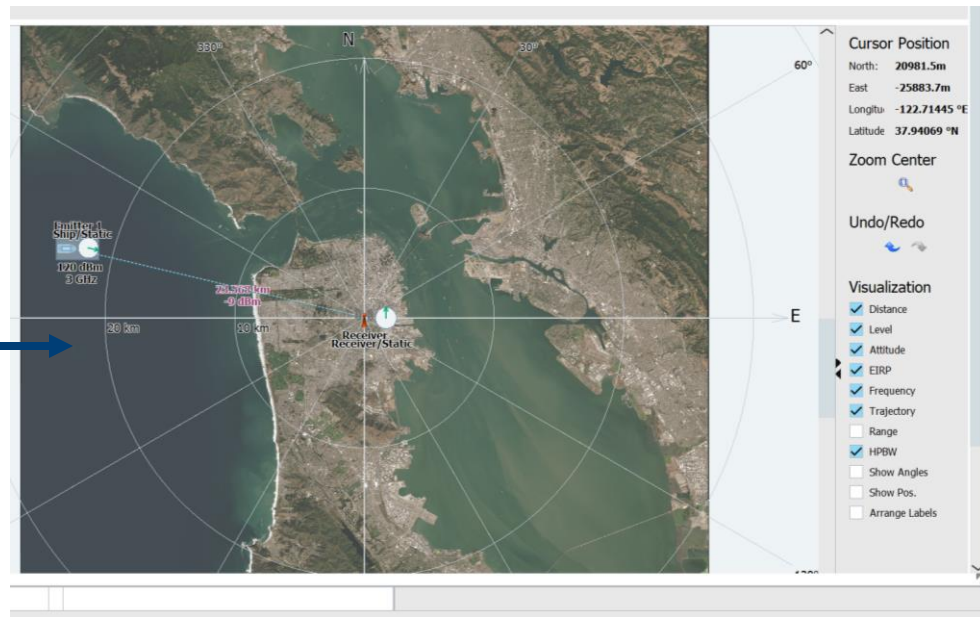 N
330°
30°
60°
Emitter 1
Ship/Static
120 dBm
3 GHz
-9 dBm
20 km
10 km
E
Receiver
Receiver/Static
Cursor Position
North: 20981.5m
East -25883.7m
Longitu -122.71445 °E
Latitude 37.94069 °N
Zoom Center
Undo/Redo
Visualization
Distance
Level
Attitude
EIRP
Frequency
Trajectory
Range
HPBW
Show Angles
Show Pos.
Arrange Labels